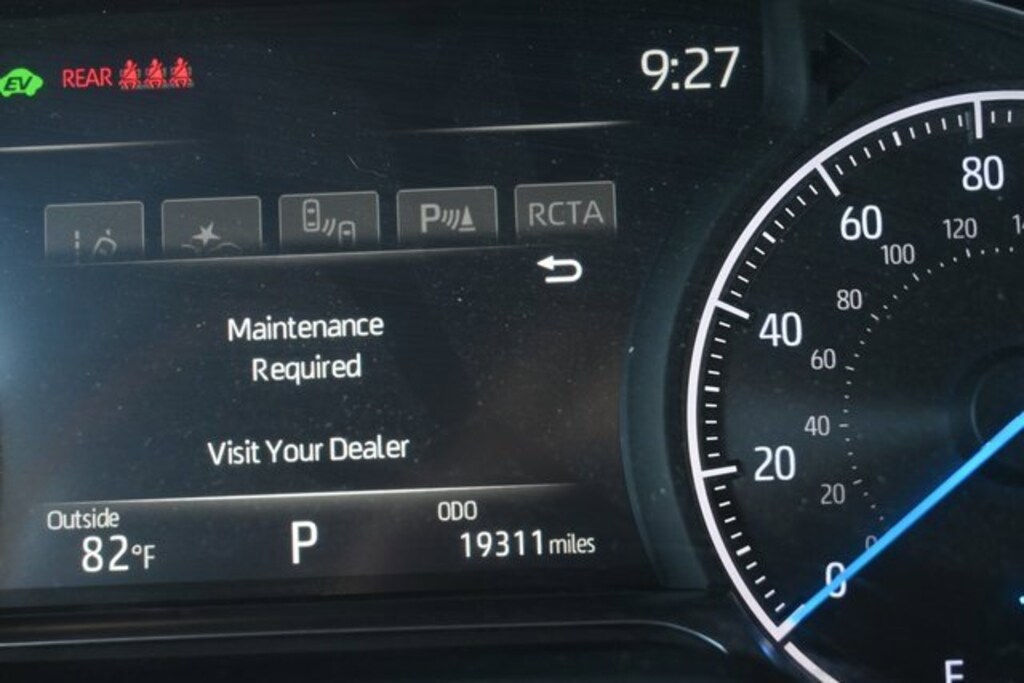 EV REAR 9:27
P RCTA
Maintenance
Required
Visit Your Dealer
Outside
82°F
P
ODO
19311 miles
80
60
40
20
0
120
100
80
60
40
20
0